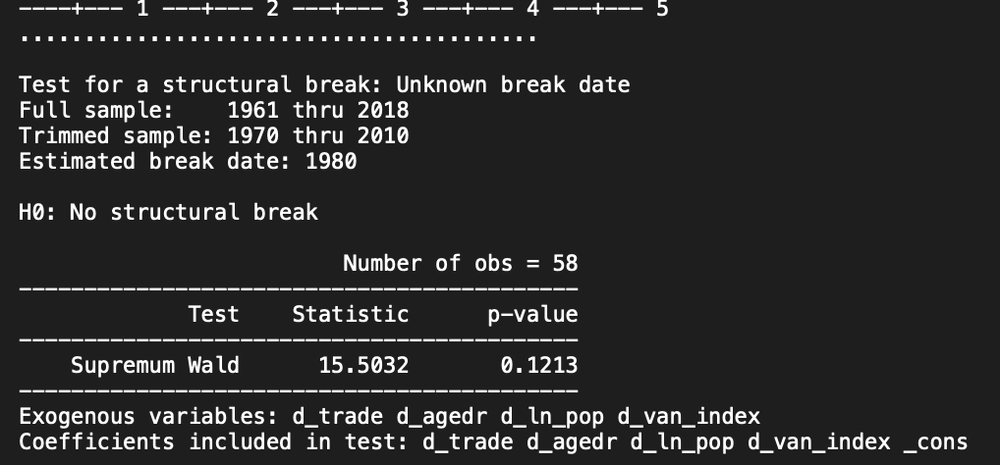 ----+--- 1 ---+--- 2 ---+--- 3 ---+--- 4 ---+--- 5
........................................
Test for a structural break: Unknown break date
Full sample:    1961 thru 2018
Trimmed sample: 1970 thru 2010
Estimated break date: 1980
H0: No structural break
Number of obs = 58
-------------------------------------------
Test    Statistic      p-value
-------------------------------------------
Supremum Wald      15.5032       0.1213
-------------------------------------------
Exogenous variables: d_trade d_agedr d_ln_pop d_van_index
Coefficients included in test: d_trade d_agedr d_ln_pop d_van_index _cons